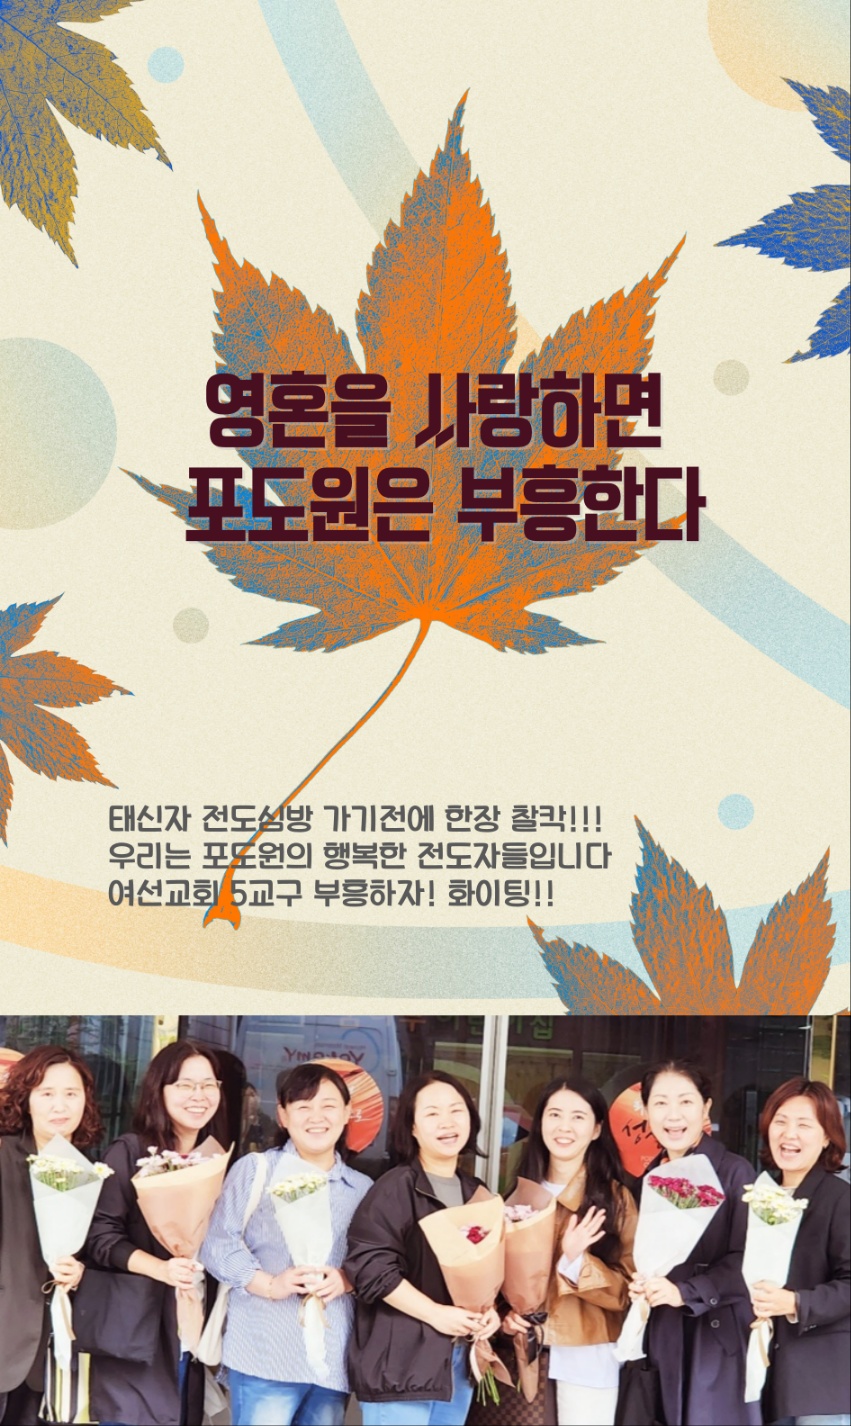 영혼을 사랑하면
포도원은 부흥한다
태신자 전도심방 가기전에 한장 찰칵!!!
우리는 포도원의 행복한 전도자들입니다
여선교회 5교구 부흥하자! 화이팅!!